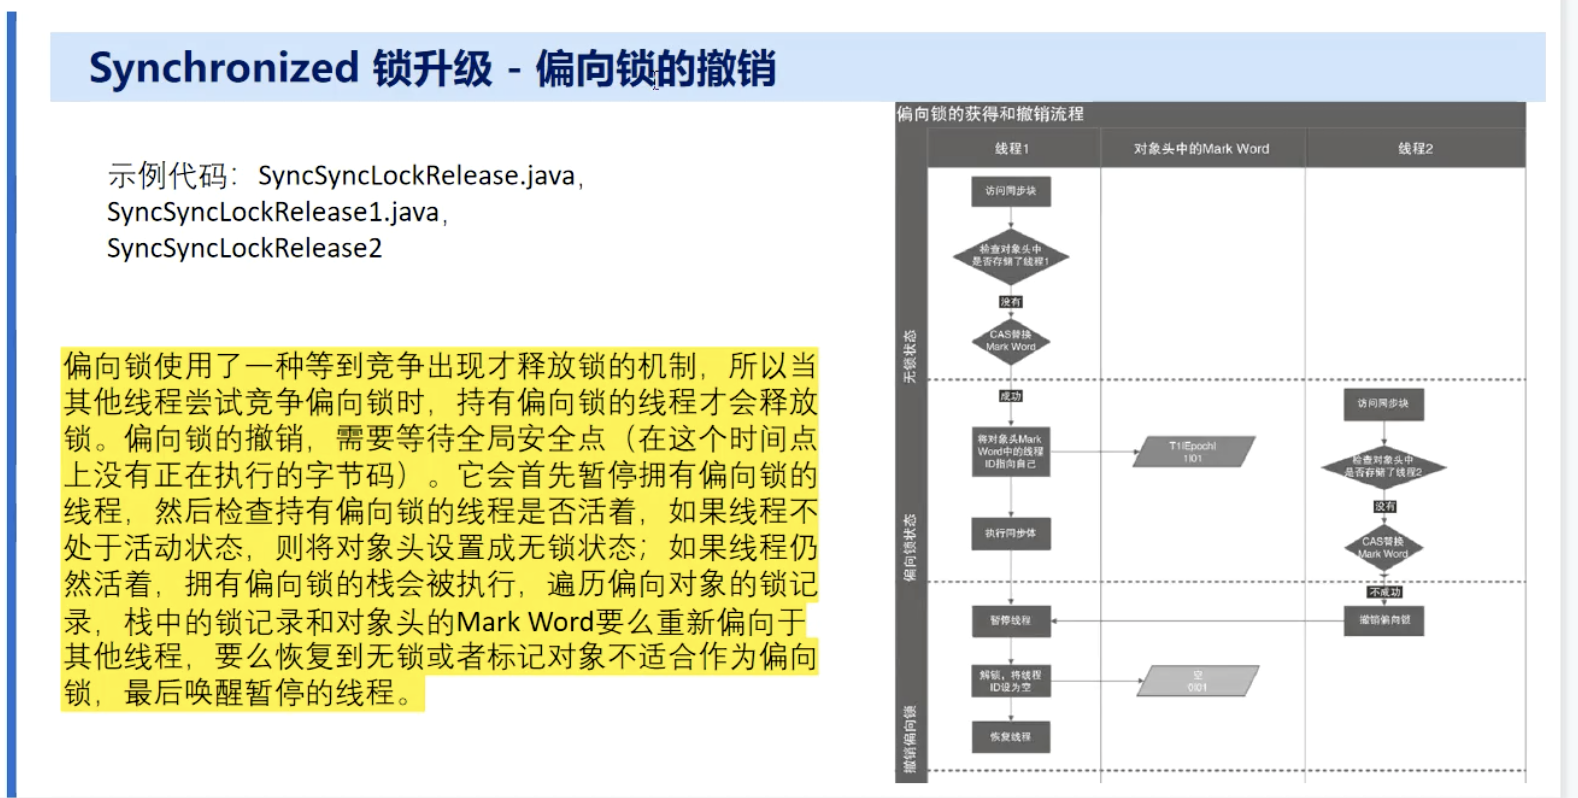 Synchronized 锁升级 - 偏向锁的撤销
示例代码：SyncSyncLockRelease.java，
SyncSyncLockRelease1.java，
SyncSyncLockRelease2
偏向锁使用了一种等到竞争出现才释放锁的机制，所以当
其他线程尝试竞争偏向锁时，持有偏向锁的线程才会释放
锁。偏向锁的撤销，需要等待全局安全点（在这个时间点
上没有正在执行的字节码）。它会首先暂停拥有偏向锁的
线程，然后检查持有偏向锁的线程是否活着，如果线程不
处于活动状态，则将对象头设置成无锁状态；如果线程仍
然活着，拥有偏向锁的栈会被执行，遍历偏向对象的锁记
录，栈中的锁记录和对象头的Mark Word要么重新偏向于
其他线程，要么恢复到无锁或者标记对象不适合作为偏向
锁，最后唤醒暂停的线程。
偏向锁的获得和撤销流程
线程1
对象头中的Mark Word
线程2
无锁状态
访问同步块
检查对象头中
是否存储了线程1
没有
CAS替换
Mark Word
偏向锁状态
成功
将对象头Mark
Word中的线程
ID指向自己
T1|Epoch|
1|01
执行同步体
访问同步块
检查对象头中
是否存储了线程2
没有
CAS替换
Mark Word
撤销偏向锁
不成功
撤销偏向锁
暂停线程
解锁，将线程
ID设为空
空
0|01
恢复线程